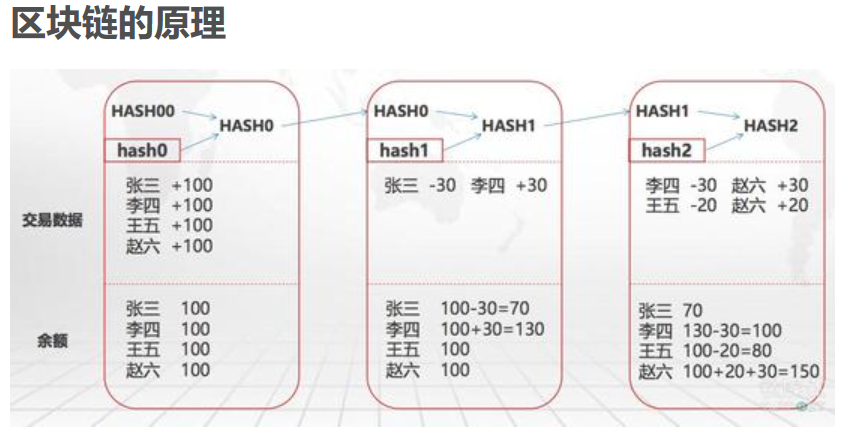 区块链的原理
HASH00
HASH0
hash0
HASH0
HASH1
hash1
HASH1
HASH2
hash2
交易数据
张三 +100
李四 +100
王五 +100
赵六 +100
张三 -30 李四 +30
李四 -30 赵六 +30
王五 -20 赵六 +20
余额
张三 100
李四 100
王五 100
赵六 100
张三 100-30=70
李四 100+30=130
王五 100
赵六 100
张三 70
李四 130-30=100
王五 100-20=80
赵六 100+20+30=150